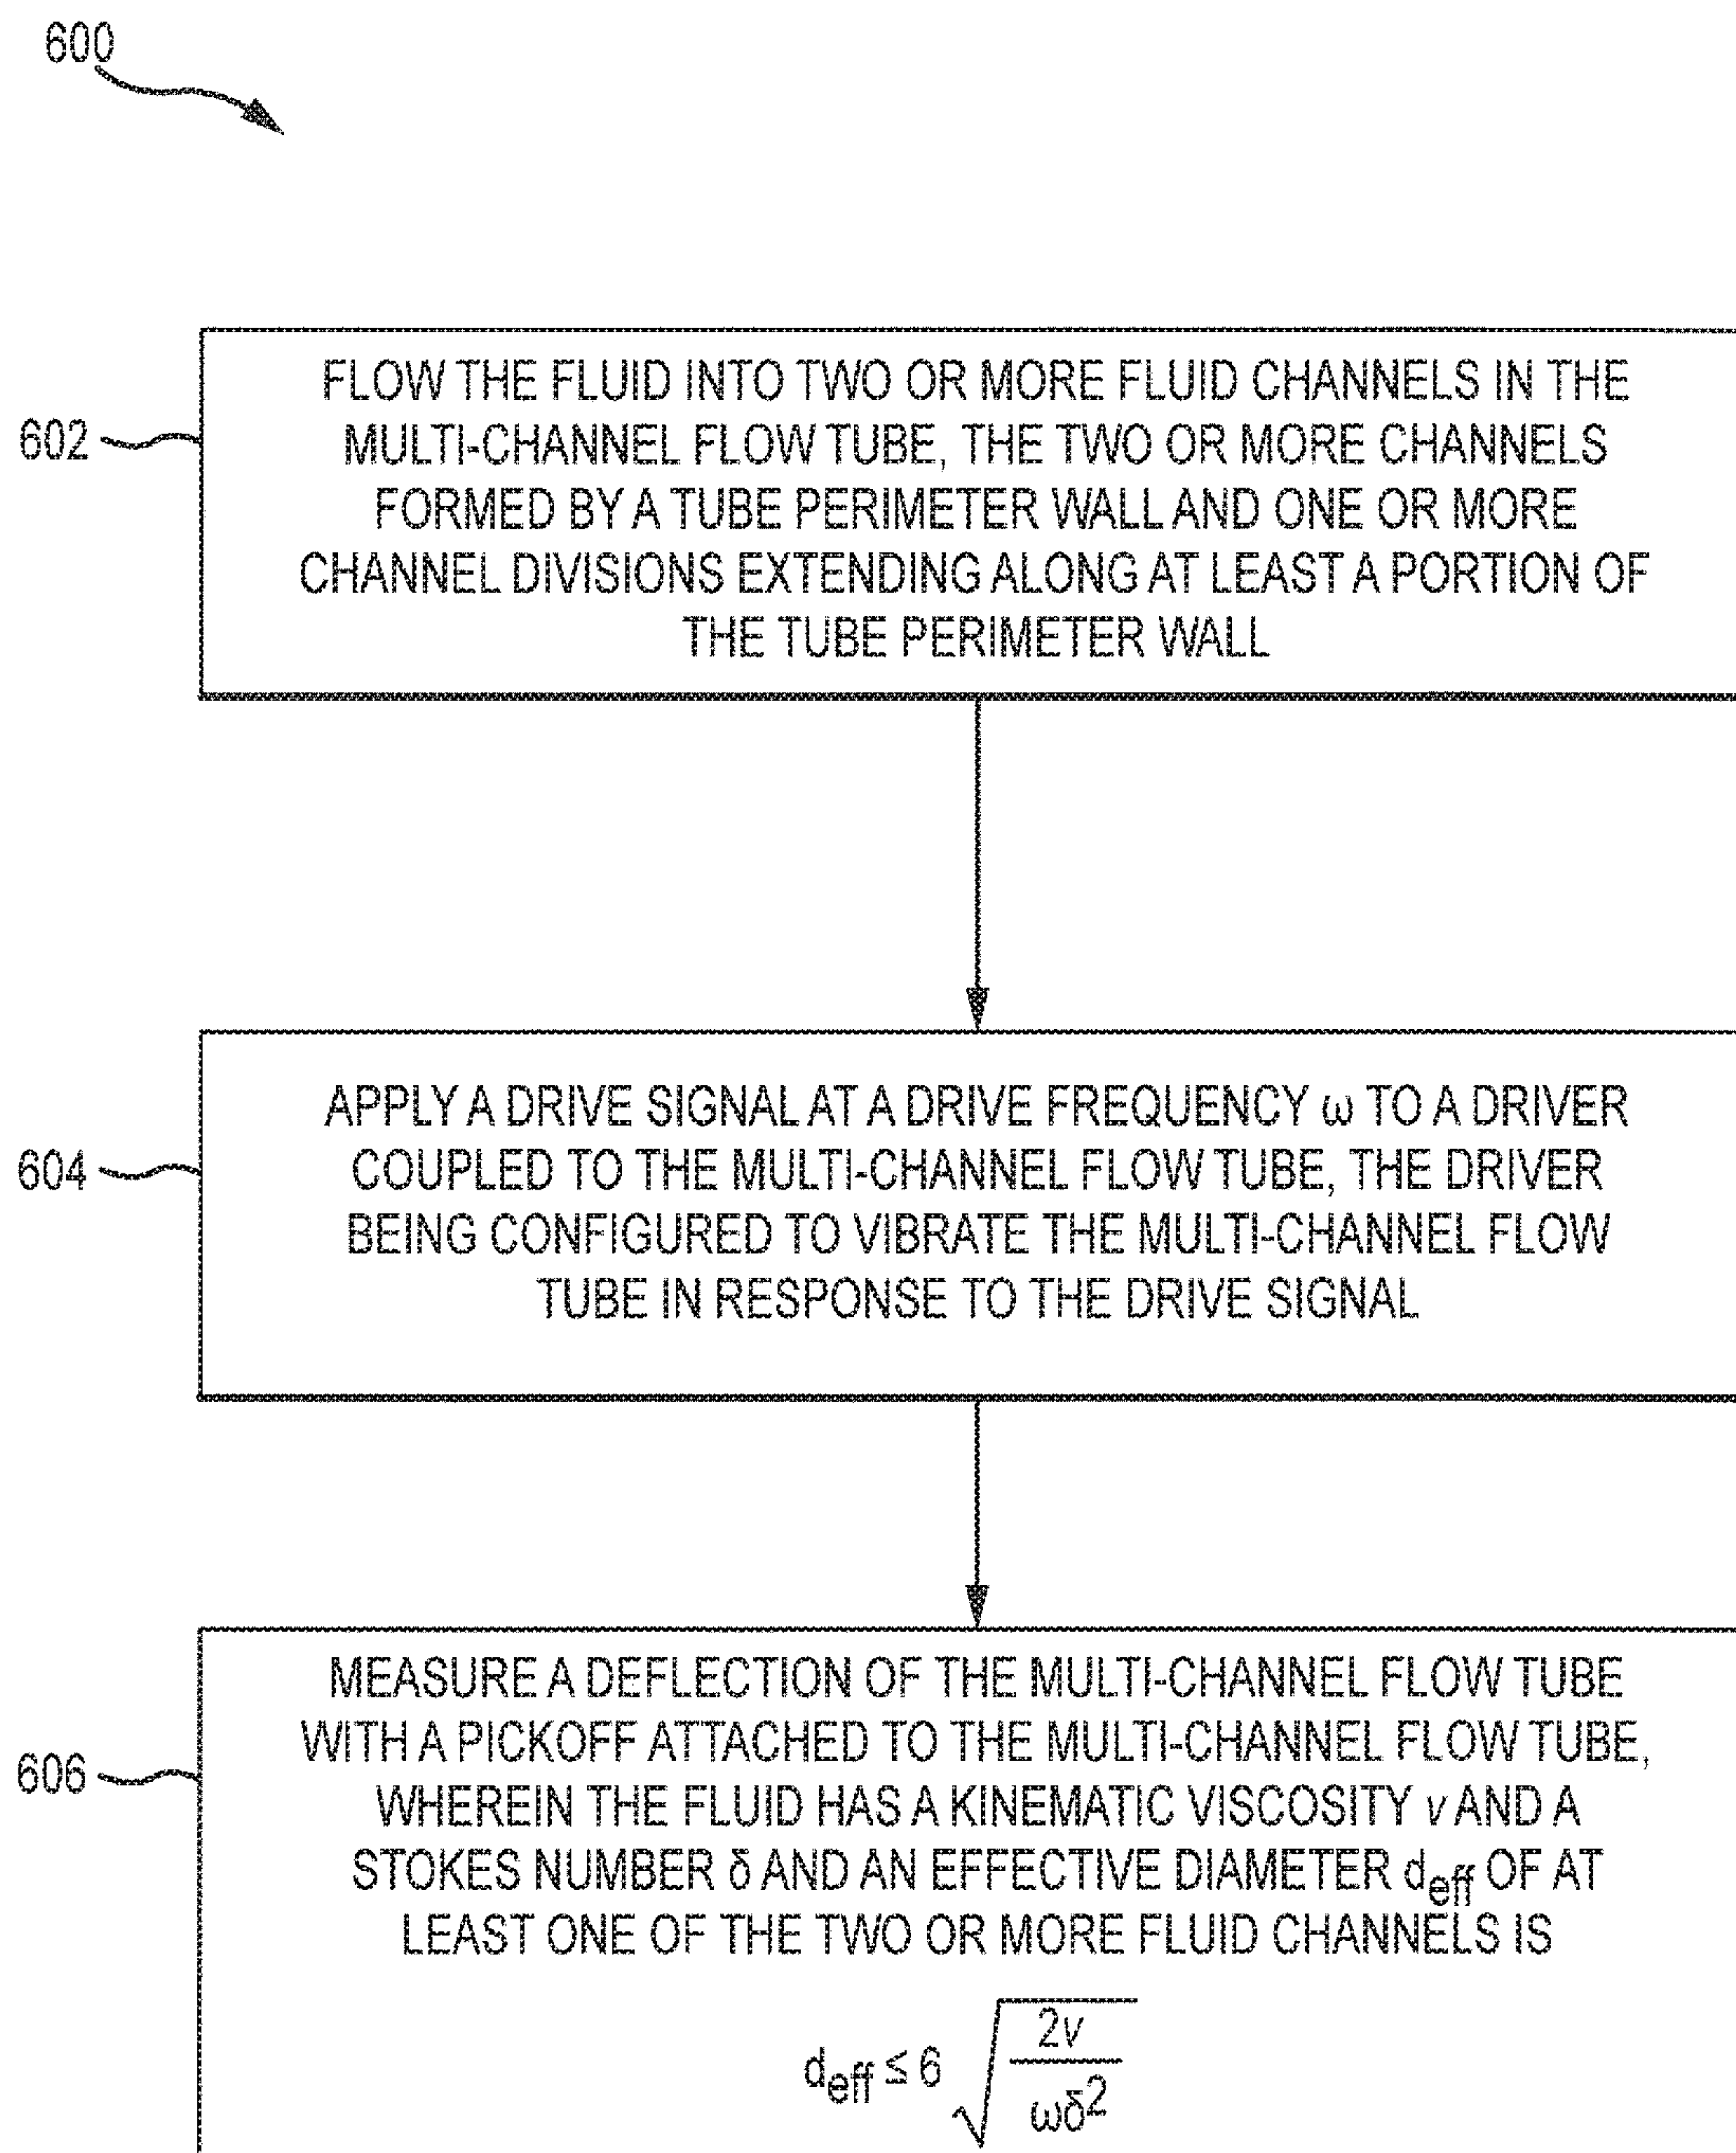 600
602
FLOW THE FLUID INTO TWO OR MORE FLUID CHANNELS IN THE
MULTI-CHANNEL FLOW TUBE, THE TWO OR MORE CHANNELS
FORMED BY A TUBE PERIMETER WALL AND ONE OR MORE
CHANNEL DIVISIONS EXTENDING ALONG AT LEAST A PORTION OF
THE TUBE PERIMETER WALL
604
APPLY A DRIVE SIGNAL AT A DRIVE FREQUENCY ω TO A DRIVER
COUPLED TO THE MULTI-CHANNEL FLOW TUBE, THE DRIVER
BEING CONFIGURED TO VIBRATE THE MULTI-CHANNEL FLOW
TUBE IN RESPONSE TO THE DRIVE SIGNAL
606
MEASURE A DEFLECTION OF THE MULTI-CHANNEL FLOW TUBE
WITH A PICKOFF ATTACHED TO THE MULTI-CHANNEL FLOW TUBE,
WHEREIN THE FLUID HAS A KINEMATIC VISCOSITY v AND A
STOKES NUMBER δ AND AN EFFECTIVE DIAMETER d_eff OF AT
LEAST ONE OF THE TWO OR MORE FLUID CHANNELS IS
d_eff ≤ 6 √(2v/(ωδ²))